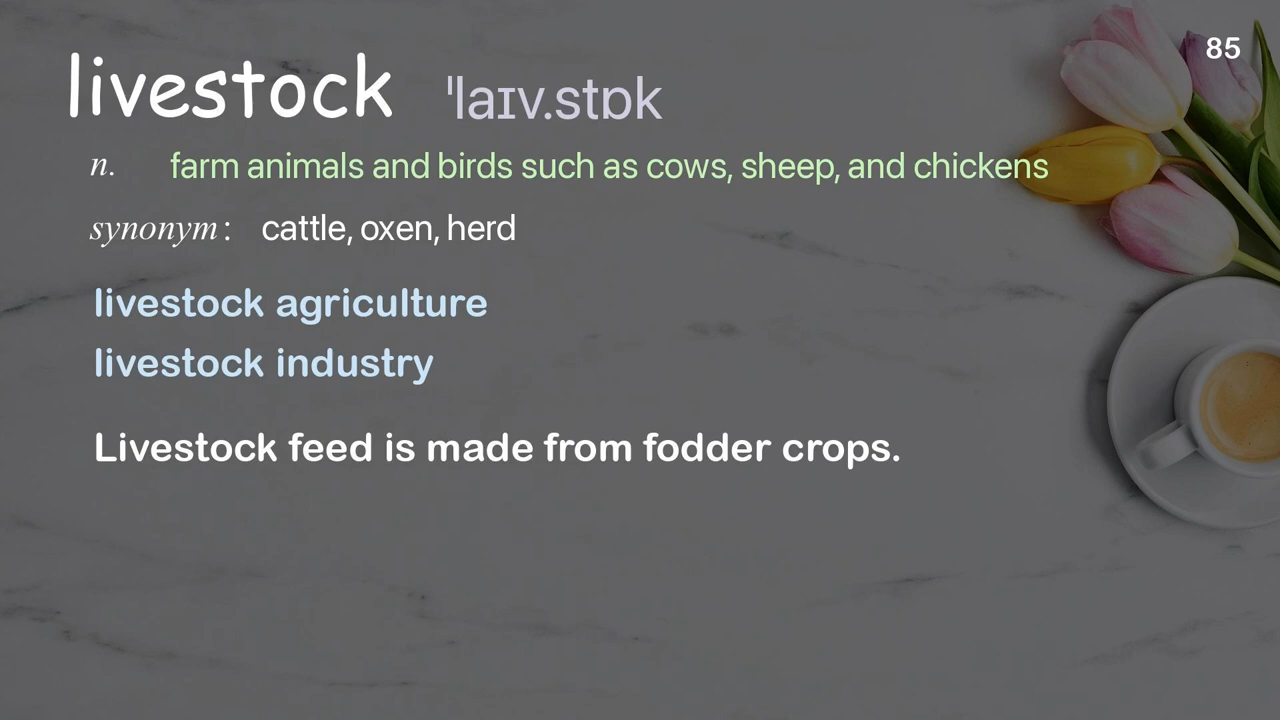 85
livestock ˈlaɪv.stɒk
n. farm animals and birds such as cows, sheep, and chickens
synonym: cattle, oxen, herd
livestock agriculture
livestock industry
Livestock feed is made from fodder crops.